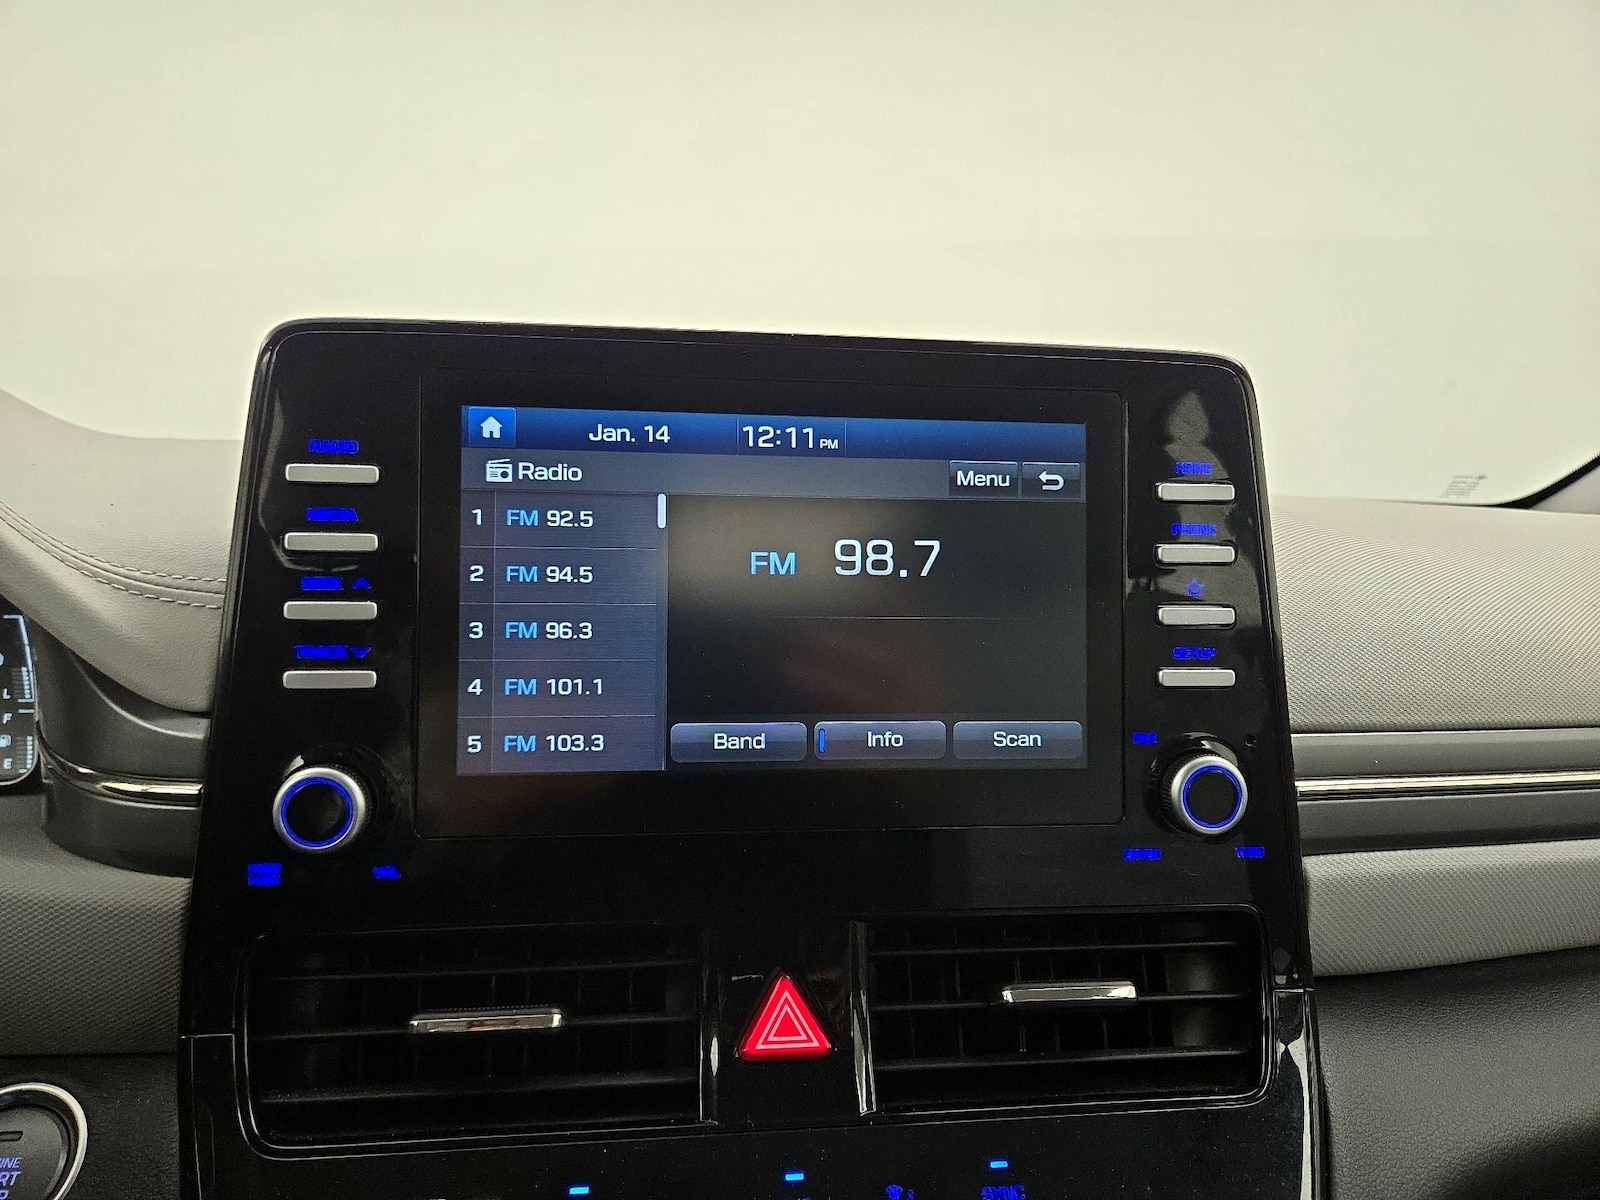 Jan. 14 12:11 PM
Radio Menu
1 FM 92.5
2 FM 94.5
3 FM 96.3
4 FM 101.1
5 FM 103.3
FM 98.7
Band Info Scan
RADIO
MEDIA
SEEK
TRACK
VOL
HOME
PHONE
SETUP
TUNE
L
F
E
SYNC